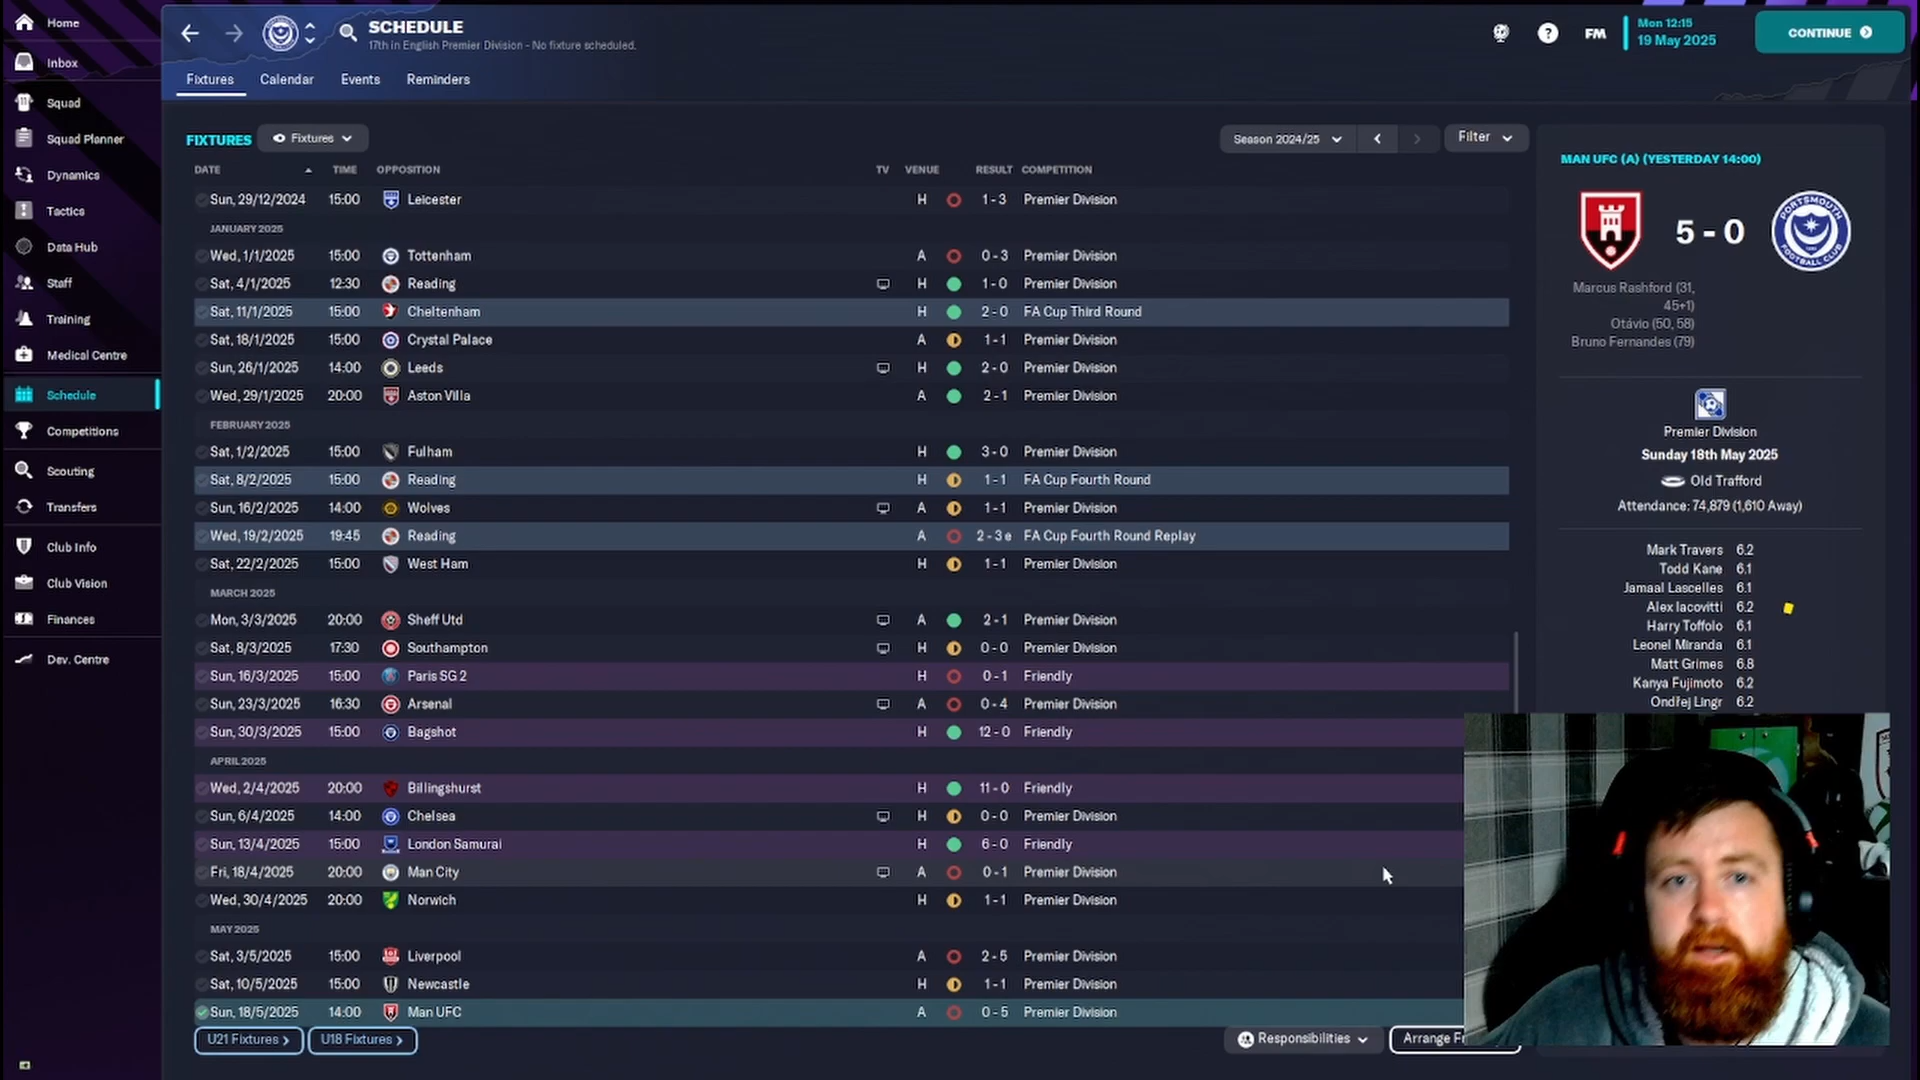 Home
Inbox
Squad
Squad Planner
Dynamics
Tactics
Data Hub
Staff
Training
Medical Centre
Schedule
Competitions
Scouting
Transfers
Club Info
Club Vision
Finances
Dev. Centre
SCHEDULE
17th in English Premier Division - No fixture scheduled.
FM
Mon 12:15
19 May 2025
CONTINUE
Fixtures Calendar Events Reminders
FIXTURES Fixtures
Season 2024/25 Filter
DATE TIME OPPOSITION TV VENUE RESULT COMPETITION
Sun, 29/12/2024 15:00 Leicester H 1 - 3 Premier Division
JANUARY 2025
Wed, 1/1/2025 15:00 Tottenham A 0 - 3 Premier Division
Sat, 4/1/2025 12:30 Reading H 1 - 0 Premier Division
Sat, 11/1/2025 15:00 Cheltenham H 2 - 0 FA Cup Third Round
Sat, 18/1/2025 15:00 Crystal Palace A 1 - 1 Premier Division
Sun, 26/1/2025 14:00 Leeds H 2 - 0 Premier Division
Wed, 29/1/2025 20:00 Aston Villa A 2 - 1 Premier Division
FEBRUARY 2025
Sat, 1/2/2025 15:00 Fulham H 3 - 0 Premier Division
Sat, 8/2/2025 15:00 Reading H 1 - 1 FA Cup Fourth Round
Sun, 16/2/2025 14:00 Wolves A 1 - 1 Premier Division
Wed, 19/2/2025 19:45 Reading A 2 - 3 e FA Cup Fourth Round Replay
Sat, 22/2/2025 15:00 West Ham H 1 - 1 Premier Division
MARCH 2025
Mon, 3/3/2025 20:00 Sheff Utd A 2 - 1 Premier Division
Sat, 8/3/2025 17:30 Southampton H 0 - 0 Premier Division
Sun, 16/3/2025 15:00 Paris SG 2 H 0 - 1 Friendly
Sun, 23/3/2025 16:30 Arsenal A 0 - 4 Premier Division
Sun, 30/3/2025 15:00 Bagshot H 12 - 0 Friendly
APRIL 2025
Wed, 2/4/2025 20:00 Billingshurst H 11 - 0 Friendly
Sun, 6/4/2025 14:00 Chelsea H 0 - 0 Premier Division
Sun, 13/4/2025 15:00 London Samurai H 6 - 0 Friendly
Fri, 18/4/2025 20:00 Man City A 0 - 1 Premier Division
Wed, 30/4/2025 20:00 Norwich H 1 - 1 Premier Division
MAY 2025
Sat, 3/5/2025 15:00 Liverpool A 2 - 5 Premier Division
Sat, 10/5/2025 15:00 Newcastle H 1 - 1 Premier Division
Sun, 18/5/2025 14:00 Man UFC A 0 - 5 Premier Division
U21 Fixtures U18 Fixtures
Responsibilities Arrange
MAN UFC (A) (YESTERDAY 14:00)
5 - 0
PORTSMOUTH
FOOTBALL CLUB
Marcus Rashford (31,
45+1)
Otávio (50, 58)
Bruno Fernandes (79)
Premier Division
Sunday 18th May 2025
Old Trafford
Attendance: 74,879 (1,610 Away)
Mark Travers 6.2
Todd Kane 6.1
Jamaal Lascelles 6.1
Alex Iacovitti 6.2
Harry Toffolo 6.1
Leonel Miranda 6.1
Matt Grimes 6.8
Kanya Fujimoto 6.2
Ondřej Lingr 6.2